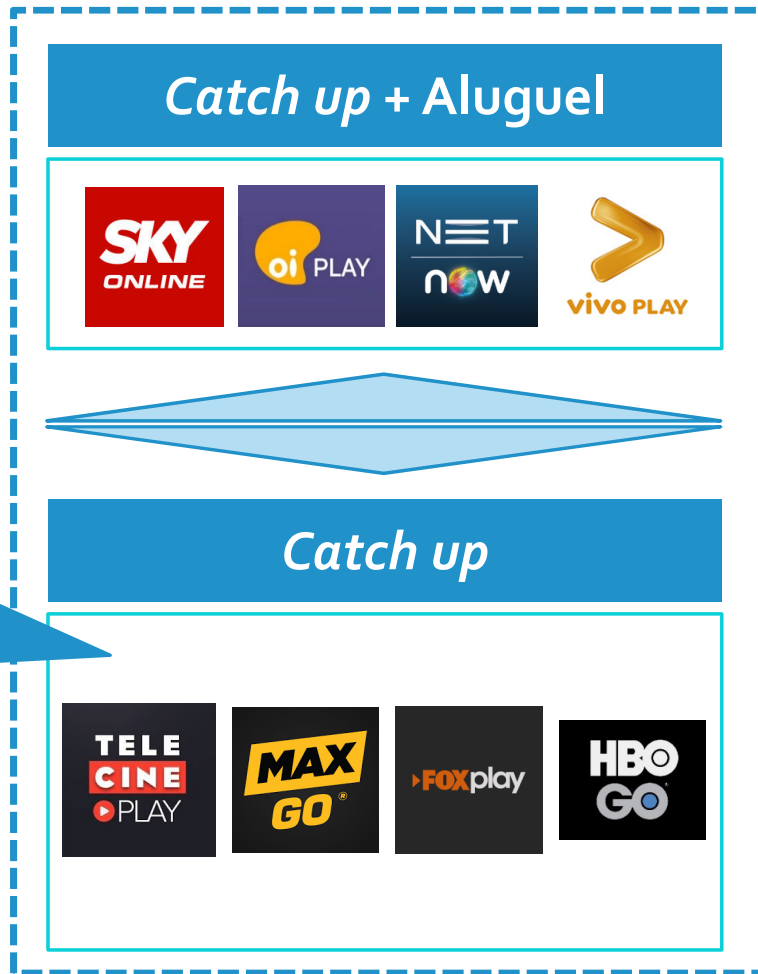 Catch up + Aluguel
SKY
ONLINE
oi PLAY
NET
now
vivo PLAY
Catch up
TELE
CINE
PLAY
MAX
GO ®
FOXplay
HBO
GO